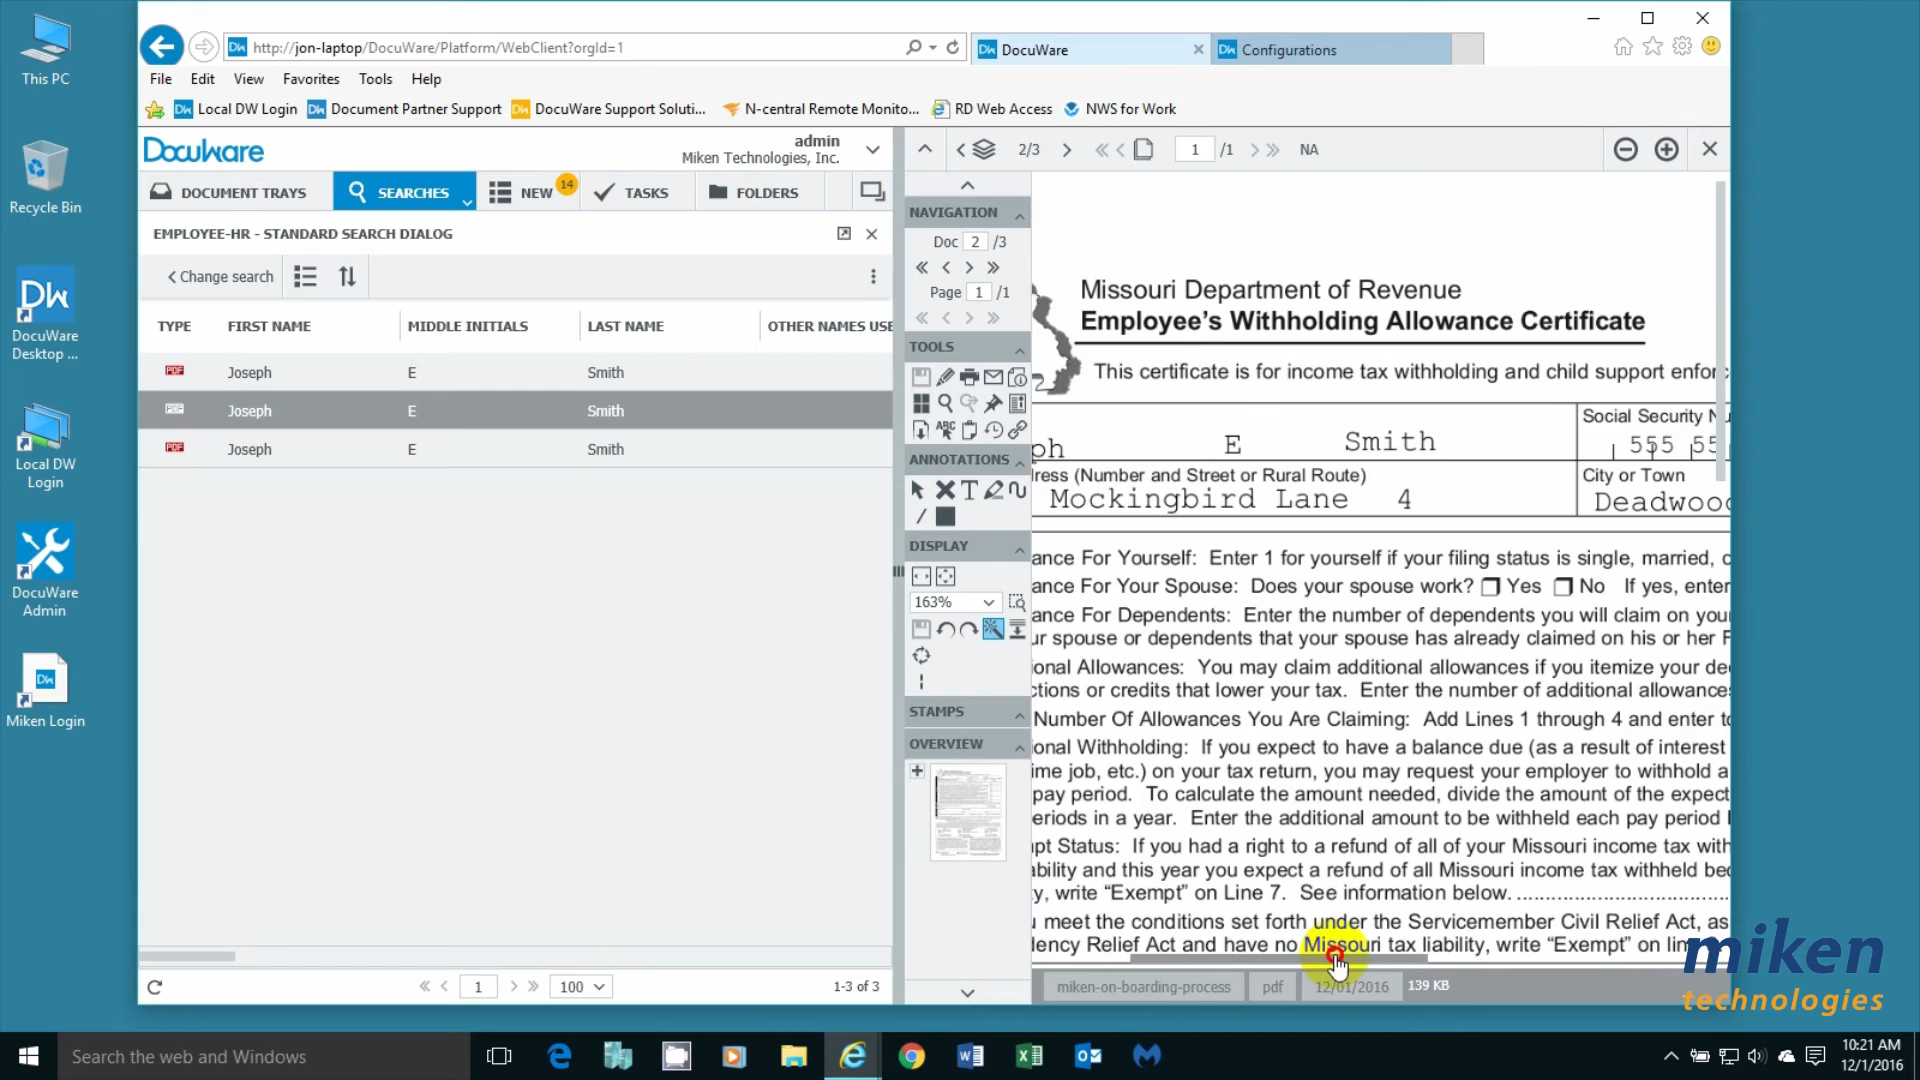 This PC
Recycle Bin
DocuWare
Desktop ...
Local DW
Login
DocuWare
Admin
Miken Login
http://jon-laptop/DocuWare/Platform/WebClient?orgId=1
DocuWare
Configurations
File Edit View Favorites Tools Help
Local DW Login Document Partner Support DocuWare Support Soluti... N-central Remote Monito... RD Web Access NWS for Work
DocuWare
admin
Miken Technologies, Inc.
DOCUMENT TRAYS SEARCHES NEW 14 TASKS FOLDERS
EMPLOYEE-HR - STANDARD SEARCH DIALOG
Change search
TYPE FIRST NAME MIDDLE INITIALS LAST NAME OTHER NAMES USE
PDF Joseph E Smith
PDF Joseph E Smith
PDF Joseph E Smith
1 100 1-3 of 3
2/3 1 /1 NA
NAVIGATION
Doc 2 /3
Page 1 /1
TOOLS
ABC
ANNOTATIONS
DISPLAY
163%
STAMPS
OVERVIEW
Missouri Department of Revenue
Employee's Withholding Allowance Certificate
This certificate is for income tax withholding and child support enforc
Social Security Nu
ph E Smith 555 55
ress (Number and Street or Rural Route) City or Town
Mockingbird Lane 4 Deadwood
ance For Yourself: Enter 1 for yourself if your filing status is single, married, o
ance For Your Spouse: Does your spouse work? Yes No If yes, enter
ance For Dependents: Enter the number of dependents you will claim on your
ur spouse or dependents that your spouse has already claimed on his or her F
ional Allowances: You may claim additional allowances if you itemize your de
ctions or credits that lower your tax. Enter the number of additional allowances
Number Of Allowances You Are Claiming: Add Lines 1 through 4 and enter to
ional Withholding: If you expect to have a balance due (as a result of interest
ime job, etc.) on your tax return, you may request your employer to withhold a
pay period. To calculate the amount needed, divide the amount of the expect
eriods in a year. Enter the additional amount to be withheld each pay period
pt Status: If you had a right to a refund of all of your Missouri income tax with
ability and this year you expect a refund of all Missouri income tax withheld bec
y, write "Exempt" on Line 7. See information below. ....................................
u meet the conditions set forth under the Servicemember Civil Relief Act, as
dency Relief Act and have no Missouri tax liability, write "Exempt" on lin
miken-on-boarding-process pdf 12/01/2016 139 KB
miken
technologies
Search the web and Windows
10:21 AM
12/1/2016